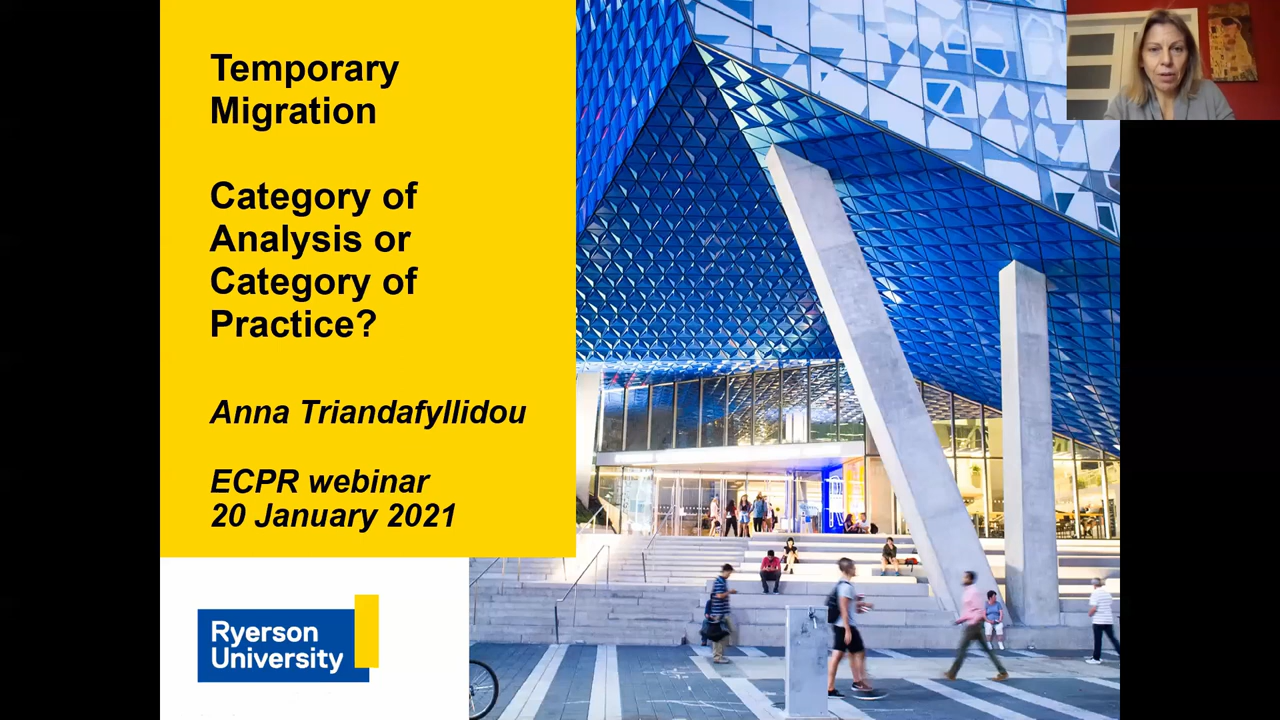 Temporary
Migration
Category of
Analysis or
Category of
Practice?
Anna Triandafyllidou
ECPR webinar
20 January 2021
Ryerson
University